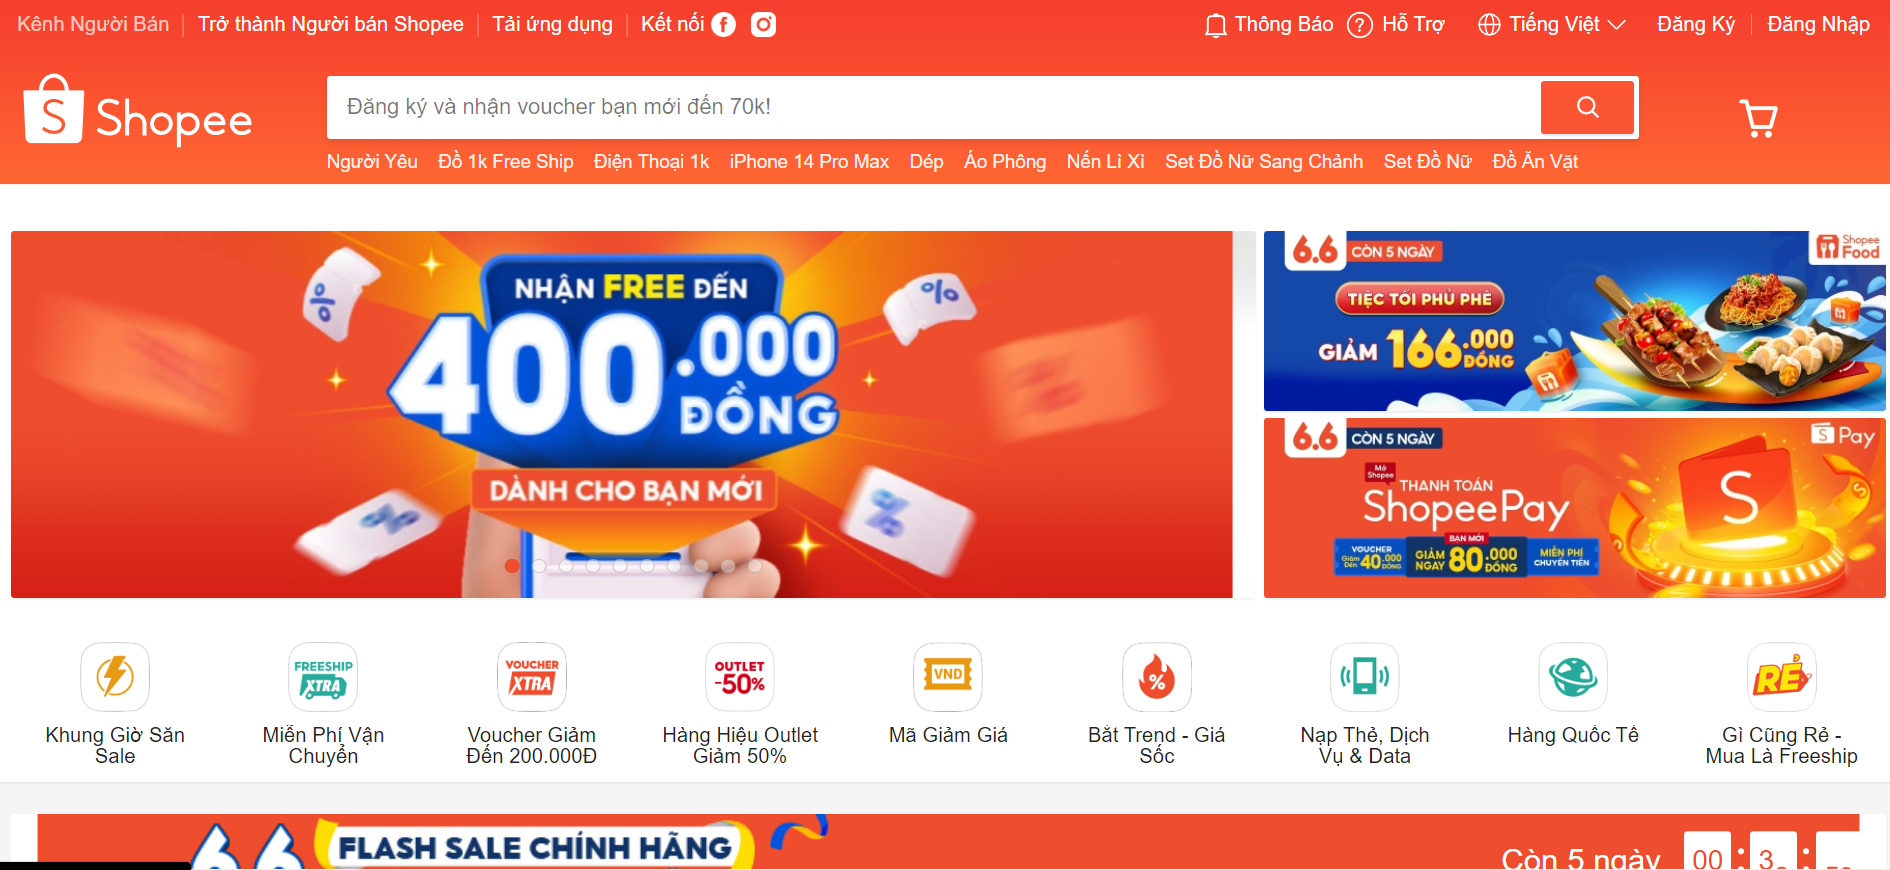 Kênh Người Bán Trở thành Người bán Shopee Tải ứng dụng Kết nối
Thông Báo Hỗ Trợ Tiếng Việt Đăng Ký Đăng Nhập
Shopee
Đăng ký và nhận voucher bạn mới đến 70k!
Người Yêu Đồ 1k Free Ship Điện Thoại 1k iPhone 14 Pro Max Dép Áo Phông Nến Lì Xì Set Đồ Nữ Sang Chảnh Set Đồ Nữ Đồ Ăn Vặt
NHẬN FREE ĐẾN
400.000
ĐỒNG
DÀNH CHO BẠN MỚI
6.6 CÒN 5 NGÀY
Shopee
Food
TIỆC TỐI PHỦ PHÊ
GIẢM 166.000
ĐỒNG
6.6 CÒN 5 NGÀY
S Pay
Mở
Shopee
THANH TOÁN
ShopeePay
BẠN MỚI
VOUCHER
Giảm
Đến 40.000
ĐỒNG
GIẢM
NGAY 80.000
ĐỒNG
MIỄN PHÍ
CHUYỂN TIỀN
FREESHIP
XTRA
VOUCHER
XTRA
OUTLET
-50%
VND
RẺ
Khung Giờ Săn
Sale
Miễn Phí Vận
Chuyển
Voucher Giảm
Đến 200.000Đ
Hàng Hiệu Outlet
Giảm 50%
Mã Giảm Giá
Bắt Trend - Giá
Sốc
Nạp Thẻ, Dịch
Vụ & Data
Hàng Quốc Tế
Gì Cũng Rẻ -
Mua Là Freeship
6.6 FLASH SALE CHÍNH HÃNG
Còn 5 ngày 00 :